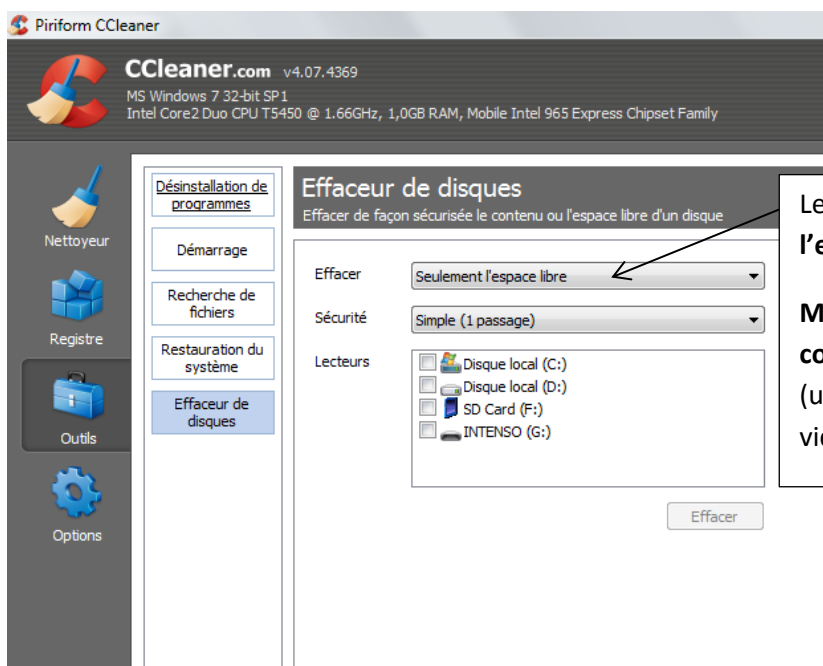 Piriform CCleaner
CCleaner.com v4.07.4369
MS Windows 7 32-bit SP1
Intel Core2 Duo CPU T5450 @ 1.66GHz, 1,0GB RAM, Mobile Intel 965 Express Chipset Family
Nettoyeur
Registre
Outils
Options
Désinstallation de
programmes
Démarrage
Recherche de
fichiers
Restauration du
système
Effaceur de
disques
Effaceur de disques
Effacer de façon sécurisée le contenu ou l'espace libre d'un disque
Effacer
Seulement l'espace libre
Sécurité
Simple (1 passage)
Lecteurs
Disque local (C:)
Disque local (D:)
SD Card (F:)
INTENSO (G:)
Effacer
Le
l'e
M
co
(u
vi